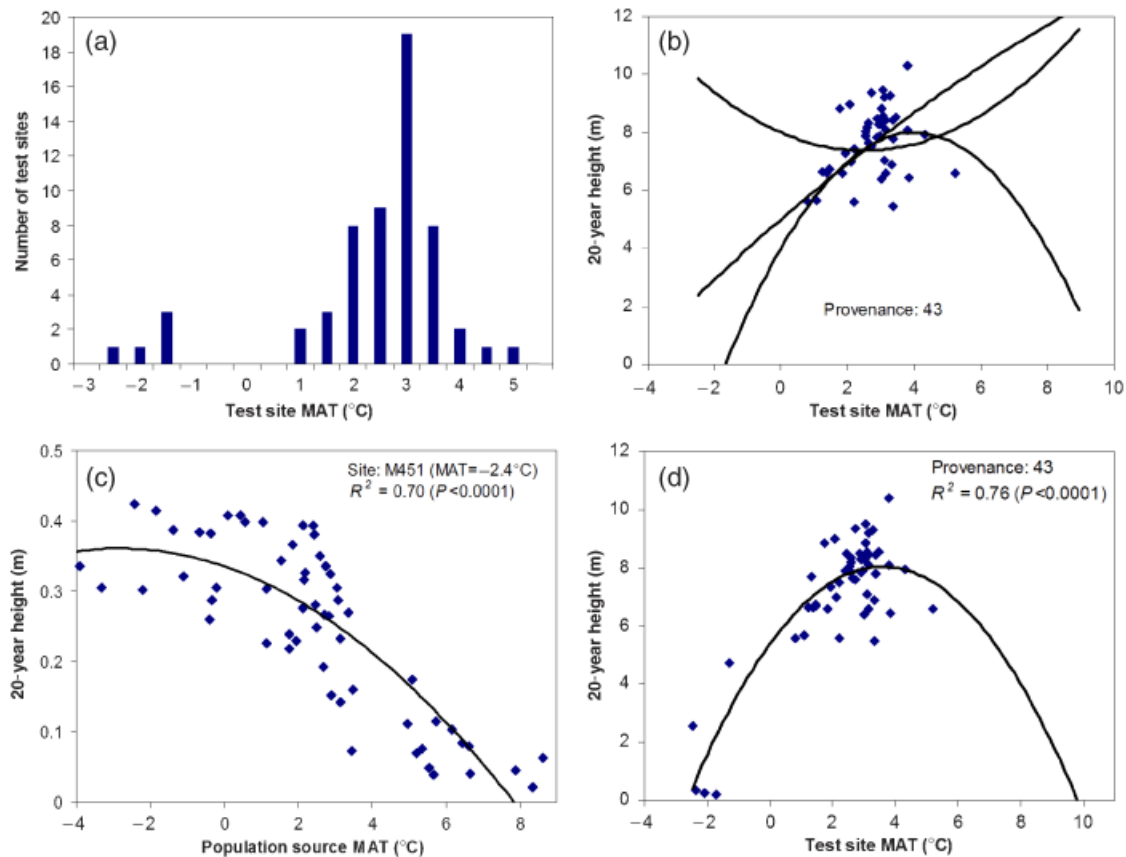 (a)
20
18
16
14
12
10
8
6
4
2
0
Number of test sites
−3 −2 −1 0 1 2 3 4 5
Test site MAT (°C)
(b)
12
10
8
6
4
2
0
20-year height (m)
Provenance: 43
−4 −2 0 2 4 6 8 10
Test site MAT (°C)
(c)
0.5
0.4
0.3
0.2
0.1
0
20-year height (m)
Site: M451 (MAT=−2.4°C)
R² = 0.70 (P<0.0001)
−4 −2 0 2 4 6 8
Population source MAT (°C)
(d)
12
10
8
6
4
2
0
20-year height (m)
Provenance: 43
R² = 0.76 (P<0.0001)
−4 −2 0 2 4 6 8 10
Test site MAT (°C)